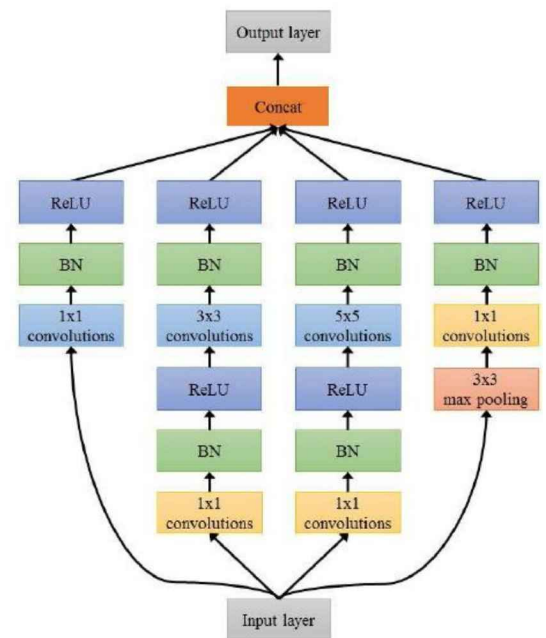 Output layer
Concat
ReLU
ReLU
ReLU
ReLU
BN
BN
BN
BN
1x1
convolutions
3x3
convolutions
5x5
convolutions
1x1
convolutions
ReLU
ReLU
3x3
max pooling
BN
BN
1x1
convolutions
1x1
convolutions
Input layer